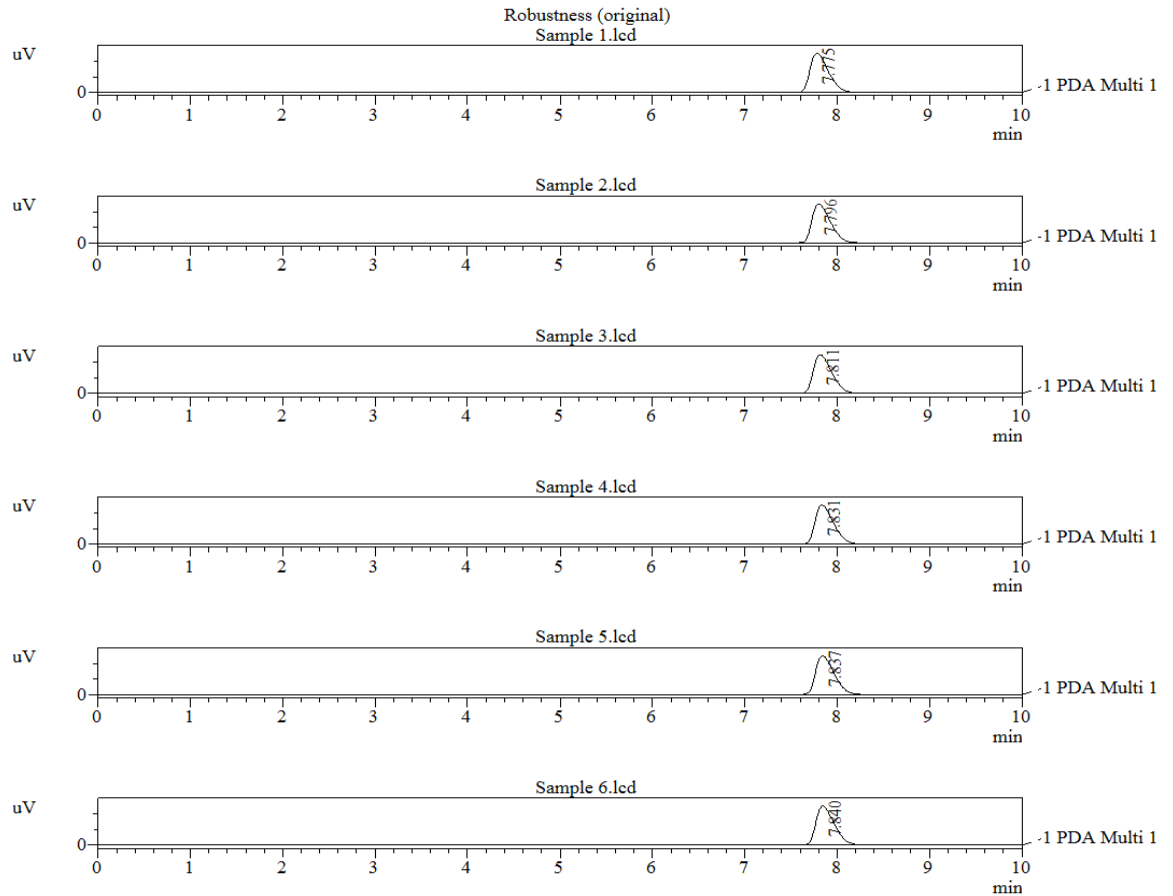 Robustness (original)
Sample 1.lcd
uV
7.775
0
-1 PDA Multi 1
0 1 2 3 4 5 6 7 8 9 10
min
Sample 2.lcd
uV
7.796
0
-1 PDA Multi 1
0 1 2 3 4 5 6 7 8 9 10
min
Sample 3.lcd
uV
7.811
0
-1 PDA Multi 1
0 1 2 3 4 5 6 7 8 9 10
min
Sample 4.lcd
uV
7.831
0
-1 PDA Multi 1
0 1 2 3 4 5 6 7 8 9 10
min
Sample 5.lcd
uV
7.837
0
-1 PDA Multi 1
0 1 2 3 4 5 6 7 8 9 10
min
Sample 6.lcd
uV
7.840
0
-1 PDA Multi 1
0 1 2 3 4 5 6 7 8 9 10
min